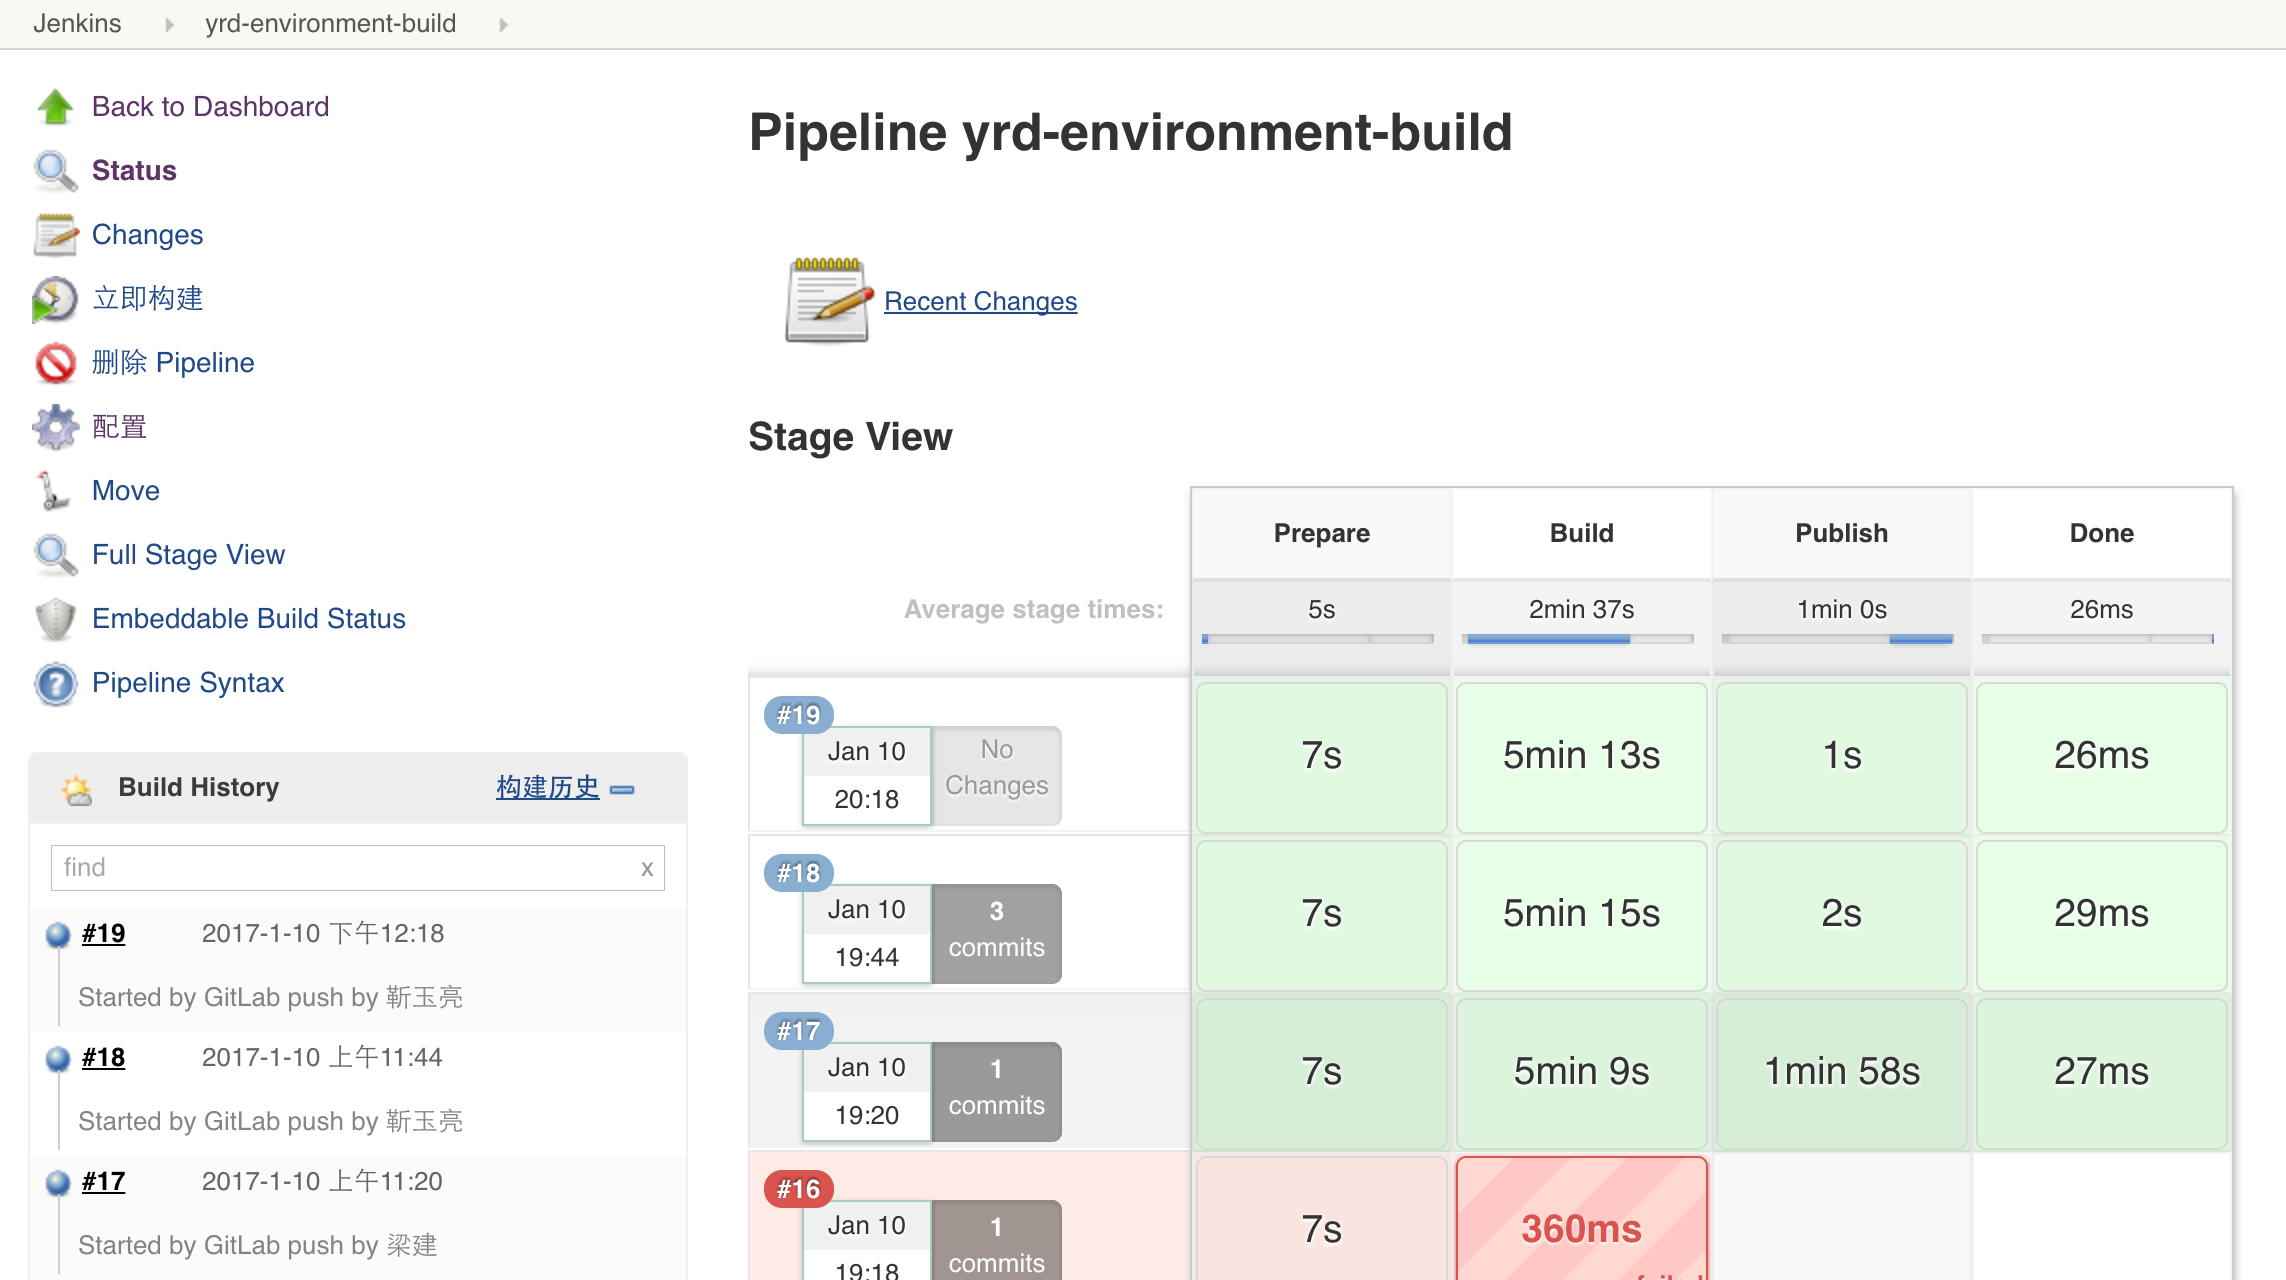 Jenkins yrd-environment-build
Back to Dashboard
Status
Changes
立即构建
删除 Pipeline
配置
Move
Full Stage View
Embeddable Build Status
Pipeline Syntax
Build History 构建历史
find x
#19 2017-1-10 下午12:18
Started by GitLab push by 靳玉亮
#18 2017-1-10 上午11:44
Started by GitLab push by 靳玉亮
#17 2017-1-10 上午11:20
Started by GitLab push by 梁建
Pipeline yrd-environment-build
Recent Changes
Stage View
Prepare Build Publish Done
Average stage times: 5s 2min 37s 1min 0s 26ms
#19
Jan 10
20:18
No
Changes
7s 5min 13s 1s 26ms
#18
Jan 10
19:44
3
commits
7s 5min 15s 2s 29ms
#17
Jan 10
19:20
1
commits
7s 5min 9s 1min 58s 27ms
#16
Jan 10
19:18
1
commits
7s 360ms
failed